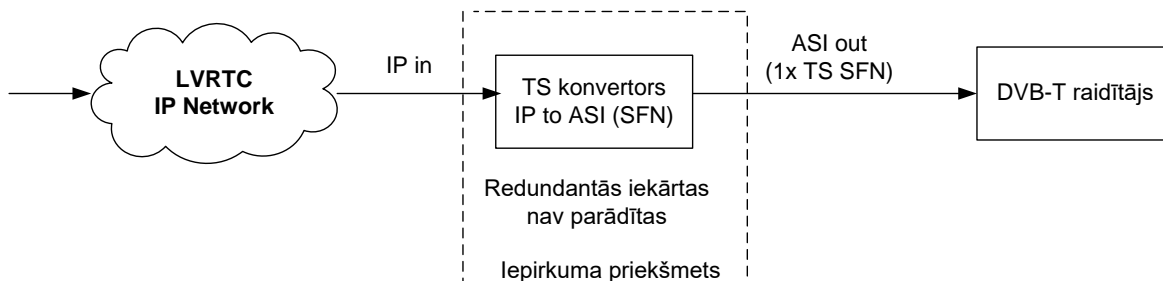 LVRTC
IP Network
IP in
TS konvertors
IP to ASI (SFN)
ASI out
(1x TS SFN)
DVB-T raidītājs
Redundantās iekārtas
nav parādītas
Iepirkuma priekšmets